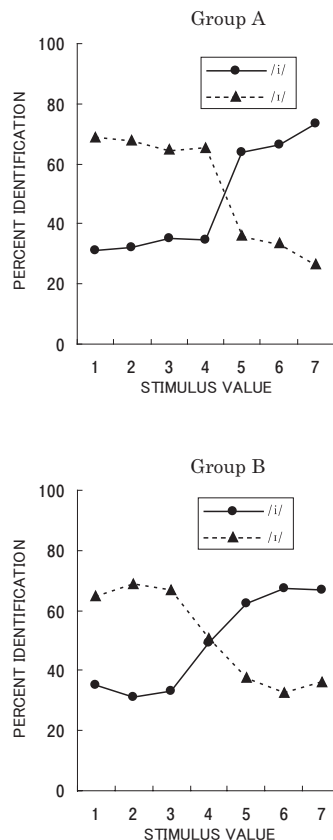 Group A
100
80
60
40
20
0
PERCENT IDENTIFICATION
/i/
/ɪ/
1 2 3 4 5 6 7
STIMULUS VALUE
Group B
100
80
60
40
20
0
PERCENT IDENTIFICATION
/i/
/ɪ/
1 2 3 4 5 6 7
STIMULUS VALUE